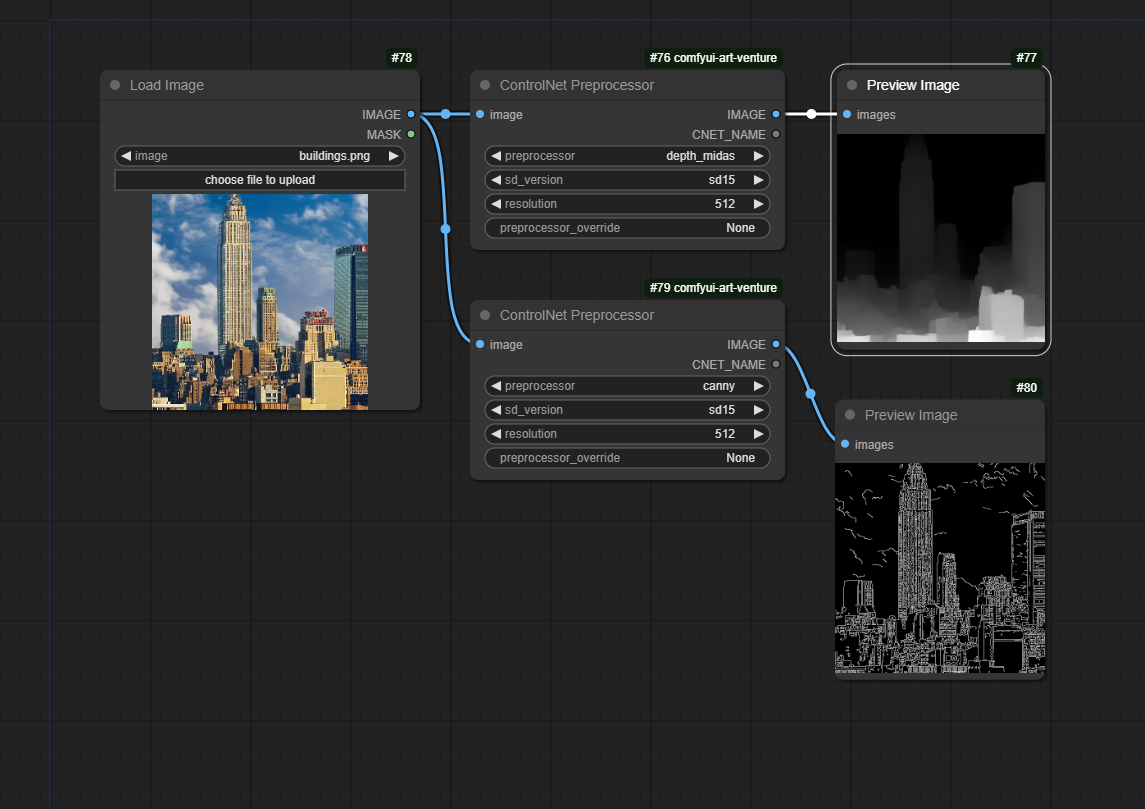 #78
Load Image
IMAGE
MASK
image buildings.png
choose file to upload
#76 comfyui-art-venture
ControlNet Preprocessor
image IMAGE
CNET_NAME
preprocessor depth_midas
sd_version sd15
resolution 512
preprocessor_override None
#77
Preview Image
images
#79 comfyui-art-venture
ControlNet Preprocessor
image IMAGE
CNET_NAME
preprocessor canny
sd_version sd15
resolution 512
preprocessor_override None
#80
Preview Image
images